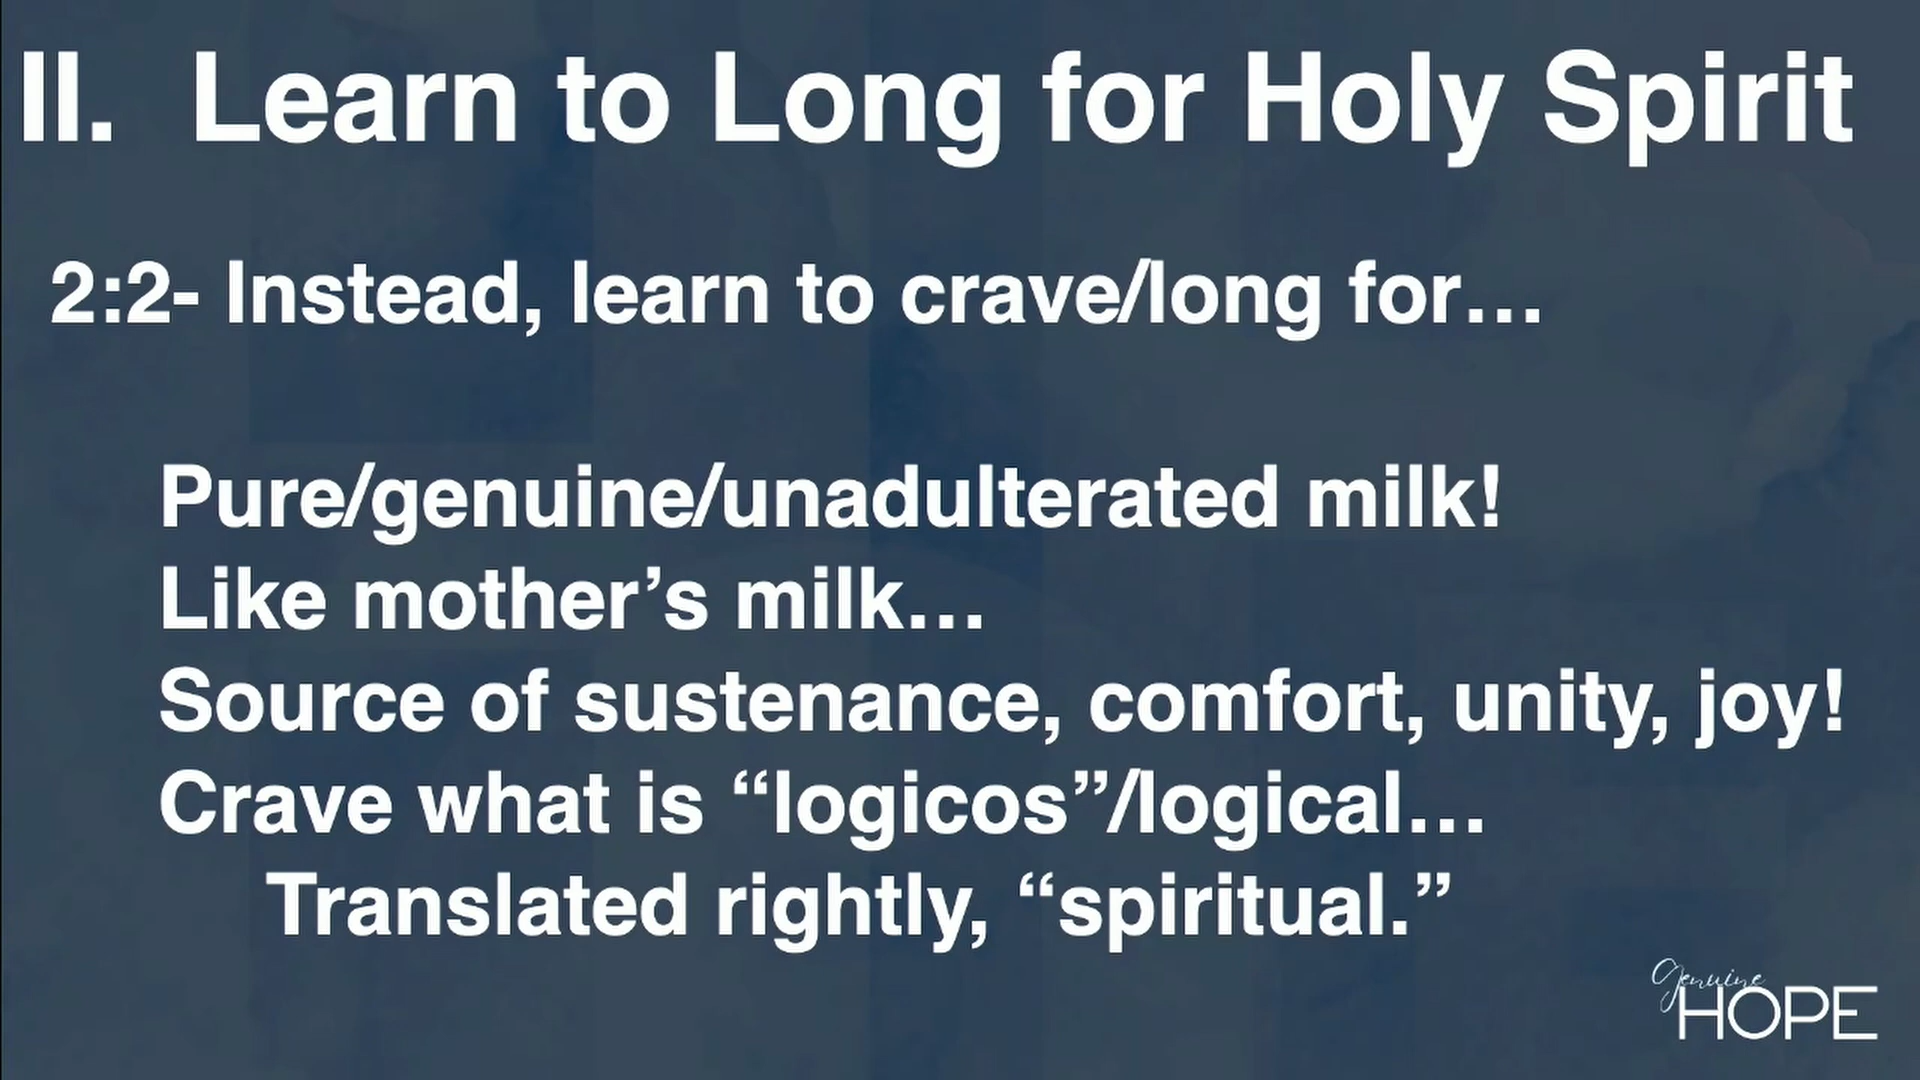 II. Learn to Long for Holy Spirit
2:2- Instead, learn to crave/long for…
Pure/genuine/unadulterated milk!
Like mother’s milk…
Source of sustenance, comfort, unity, joy!
Crave what is “logicos”/logical…
Translated rightly, “spiritual.”
Genuine
HOPE